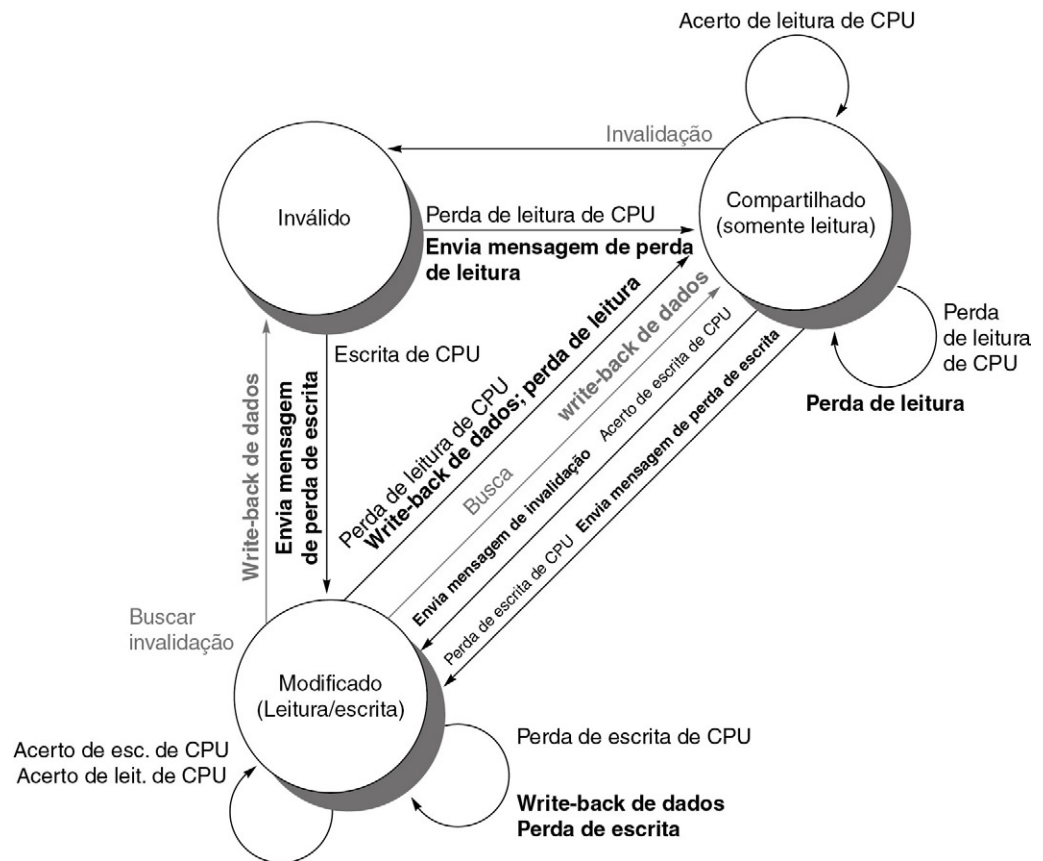 Acerto de leitura de CPU
Invalidação
Inválido
Compartilhado
(somente leitura)
Perda de leitura de CPU
Envia mensagem de perda
de leitura
Perda
de leitura
de CPU
Perda de leitura
Escrita de CPU
Write-back de dados
Envia mensagem
de perda de escrita
Perda de leitura de CPU
Write-back de dados; perda de leitura
Busca
write-back de dados
Envia mensagem de invalidação
Acerto de escrita de CPU
Perda de escrita de CPU
Envia mensagem de perda de escrita
Buscar
invalidação
Modificado
(Leitura/escrita)
Acerto de esc. de CPU
Acerto de leit. de CPU
Perda de escrita de CPU
Write-back de dados
Perda de escrita